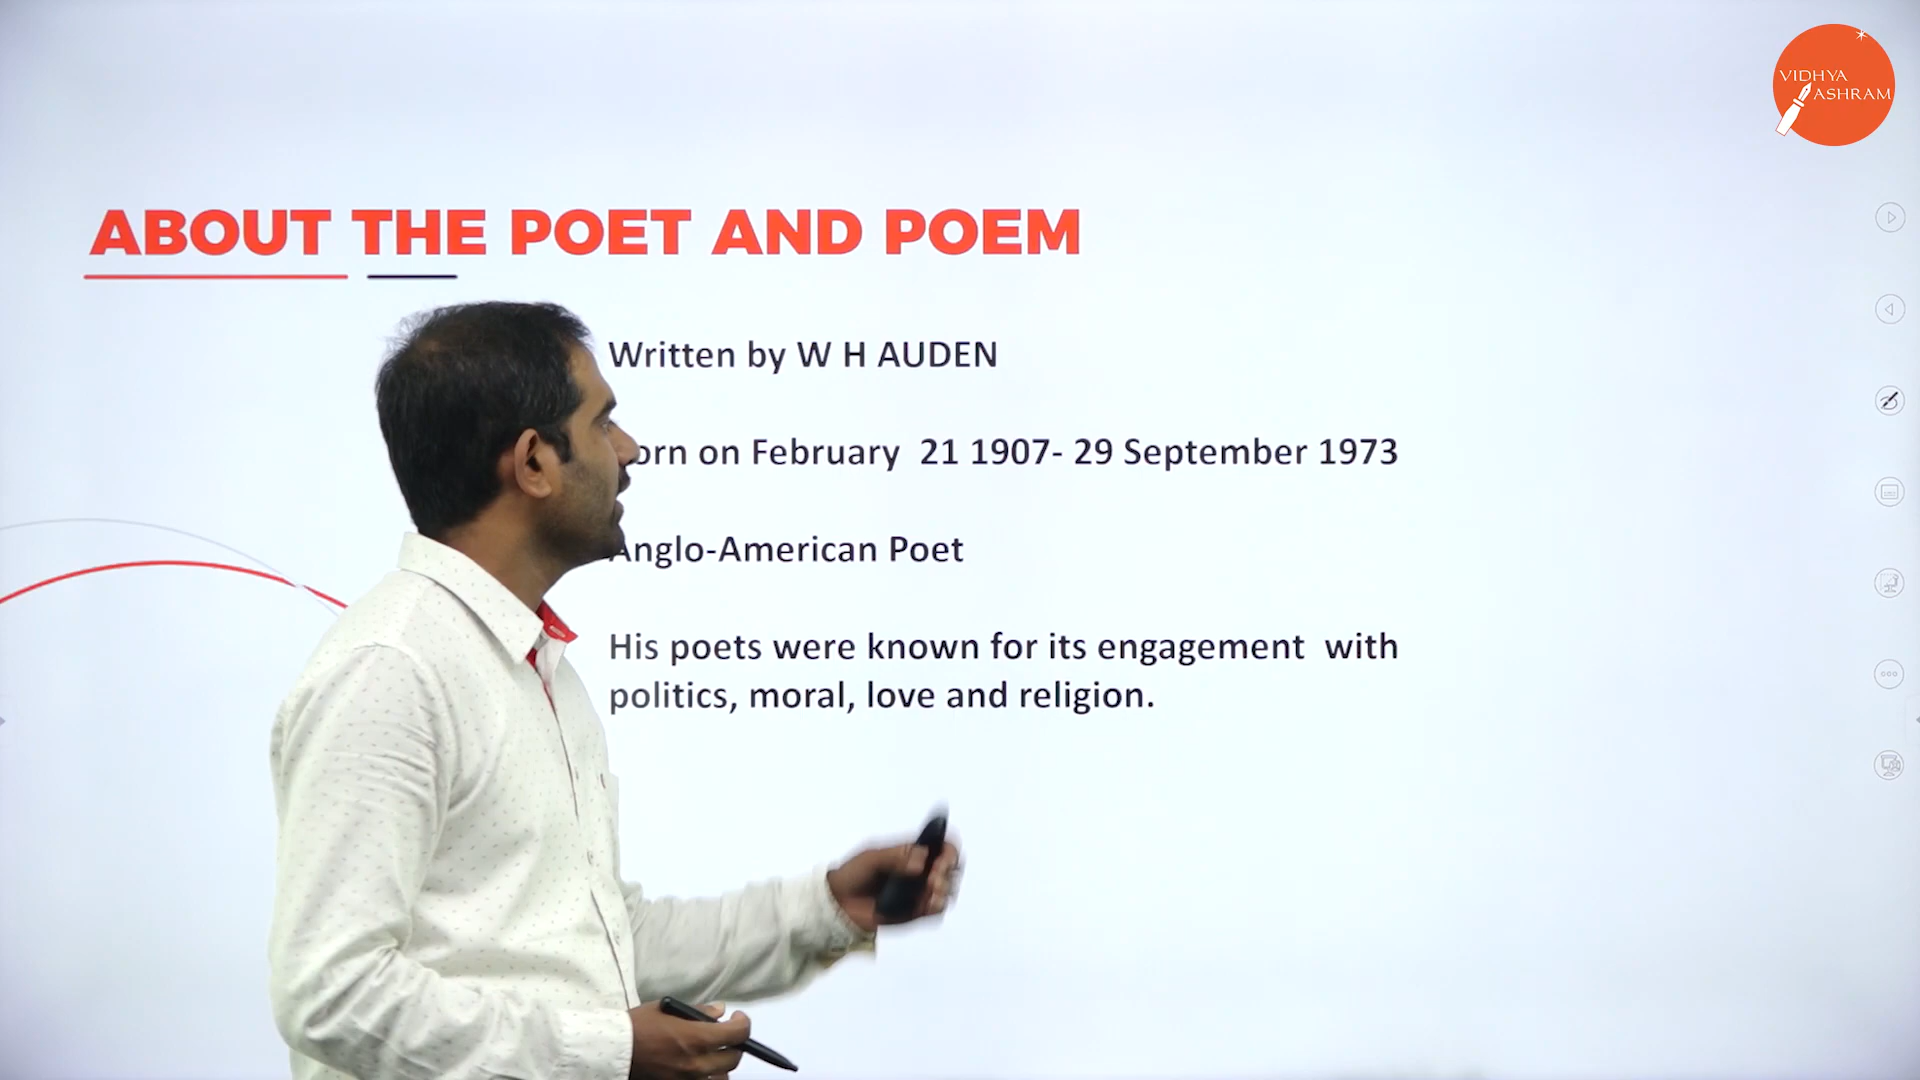 VIDHYA
ASHRAM
ABOUT THE POET AND POEM
Written by W H AUDEN
orn on February 21 1907- 29 September 1973
Anglo-American Poet
His poets were known for its engagement with
politics, moral, love and religion.